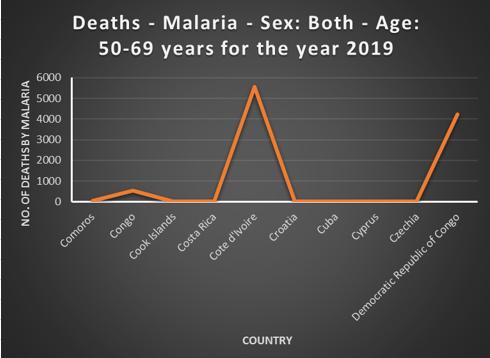 Deaths - Malaria - Sex: Both - Age:
50-69 years for the year 2019
NO. OF DEATHS BY MALARIA
6000
5000
4000
3000
2000
1000
0
Comoros
Congo
Cook Islands
Costa Rica
Cote d'Ivoire
Croatia
Cuba
Cyprus
Czechia
Democratic Republic of Congo
COUNTRY